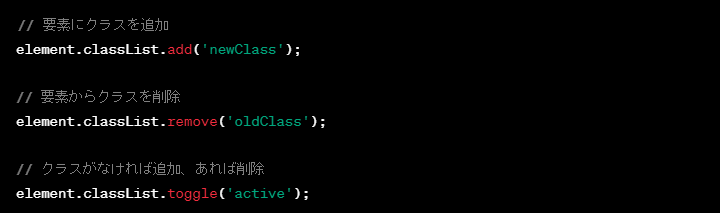 // 要素にクラスを追加
element.classList.add('newClass');
// 要素からクラスを削除
element.classList.remove('oldClass');
// クラスがなければ追加、あれば削除
element.classList.toggle('active');